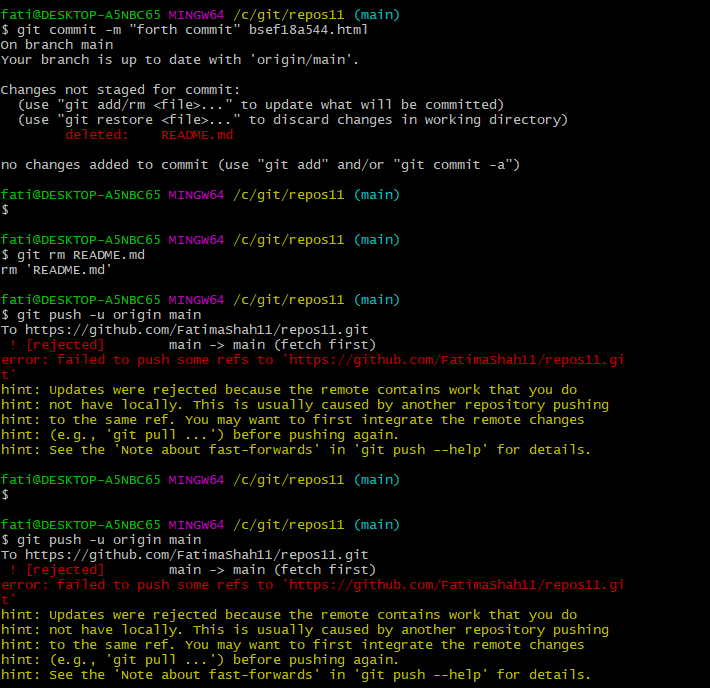 fati@DESKTOP-A5NBC65 MINGW64 /c/git/repos11 (main)
$ git commit -m "forth commit" bsef18a544.html
On branch main
Your branch is up to date with 'origin/main'.
Changes not staged for commit:
  (use "git add/rm <file>..." to update what will be committed)
  (use "git restore <file>..." to discard changes in working directory)
        deleted:    README.md
no changes added to commit (use "git add" and/or "git commit -a")
fati@DESKTOP-A5NBC65 MINGW64 /c/git/repos11 (main)
$
fati@DESKTOP-A5NBC65 MINGW64 /c/git/repos11 (main)
$ git rm README.md
rm 'README.md'
fati@DESKTOP-A5NBC65 MINGW64 /c/git/repos11 (main)
$ git push -u origin main
To https://github.com/FatimaShah11/repos11.git
 ! [rejected]        main -> main (fetch first)
error: failed to push some refs to 'https://github.com/FatimaShah11/repos11.gi
t'
hint: Updates were rejected because the remote contains work that you do
hint: not have locally. This is usually caused by another repository pushing
hint: to the same ref. You may want to first integrate the remote changes
hint: (e.g., 'git pull ...') before pushing again.
hint: See the 'Note about fast-forwards' in 'git push --help' for details.
fati@DESKTOP-A5NBC65 MINGW64 /c/git/repos11 (main)
$
fati@DESKTOP-A5NBC65 MINGW64 /c/git/repos11 (main)
$ git push -u origin main
To https://github.com/FatimaShah11/repos11.git
 ! [rejected]        main -> main (fetch first)
error: failed to push some refs to 'https://github.com/FatimaShah11/repos11.gi
t'
hint: Updates were rejected because the remote contains work that you do
hint: not have locally. This is usually caused by another repository pushing
hint: to the same ref. You may want to first integrate the remote changes
hint: (e.g., 'git pull ...') before pushing again.
hint: See the 'Note about fast-forwards' in 'git push --help' for details.